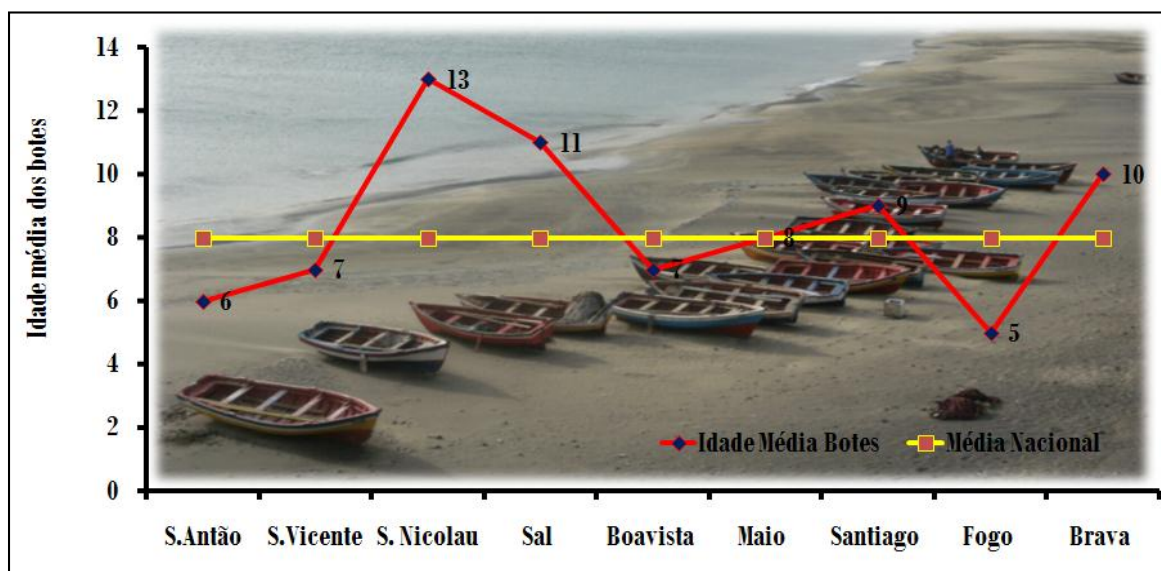 Idade média dos botes
14
12
10
8
6
4
2
0
6
7
13
11
7
8
9
5
10
Idade Média Botes
Média Nacional
S.Antão
S.Vicente
S. Nicolau
Sal
Boavista
Maio
Santiago
Fogo
Brava